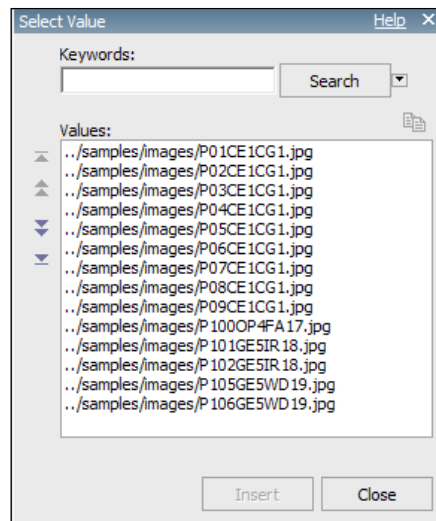 Select Value Help
Keywords:
Search
Values:
../samples/images/P01CE1CG1.jpg
../samples/images/P02CE1CG1.jpg
../samples/images/P03CE1CG1.jpg
../samples/images/P04CE1CG1.jpg
../samples/images/P05CE1CG1.jpg
../samples/images/P06CE1CG1.jpg
../samples/images/P07CE1CG1.jpg
../samples/images/P08CE1CG1.jpg
../samples/images/P09CE1CG1.jpg
../samples/images/P100OP4FA17.jpg
../samples/images/P101GE5IR18.jpg
../samples/images/P102GE5IR18.jpg
../samples/images/P105GE5WD19.jpg
../samples/images/P106GE5WD19.jpg
Insert Close